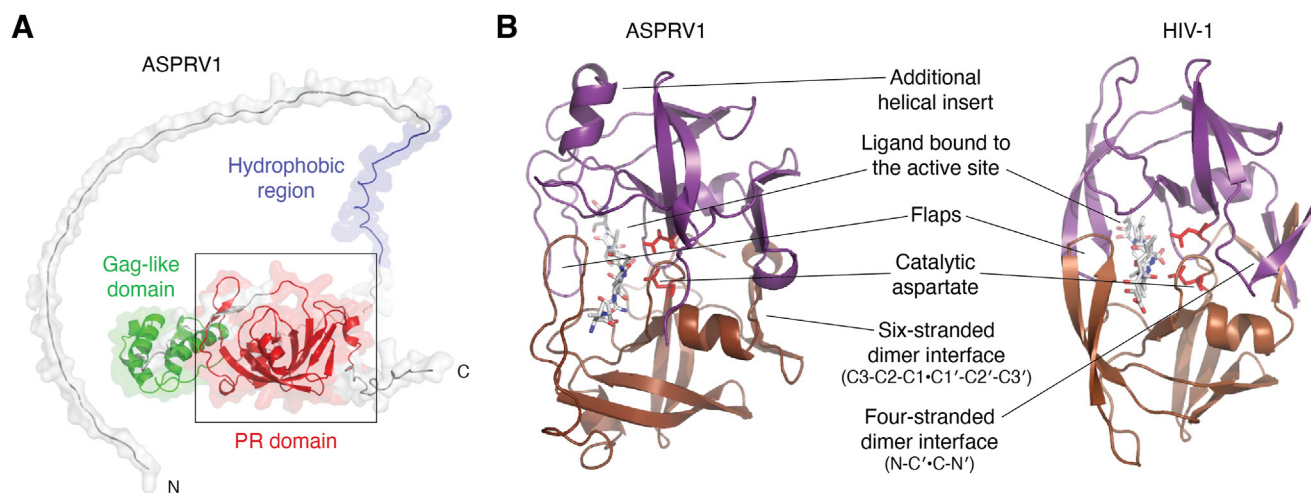 A
ASPRV1
Hydrophobic
region
Gag-like
domain
PR domain
N
C
B
ASPRV1
HIV-1
Additional
helical insert
Ligand bound to
the active site
Flaps
Catalytic
aspartate
Six-stranded
dimer interface
(C3-C2-C1•C1′-C2′-C3′)
Four-stranded
dimer interface
(N-C′•C-N′)